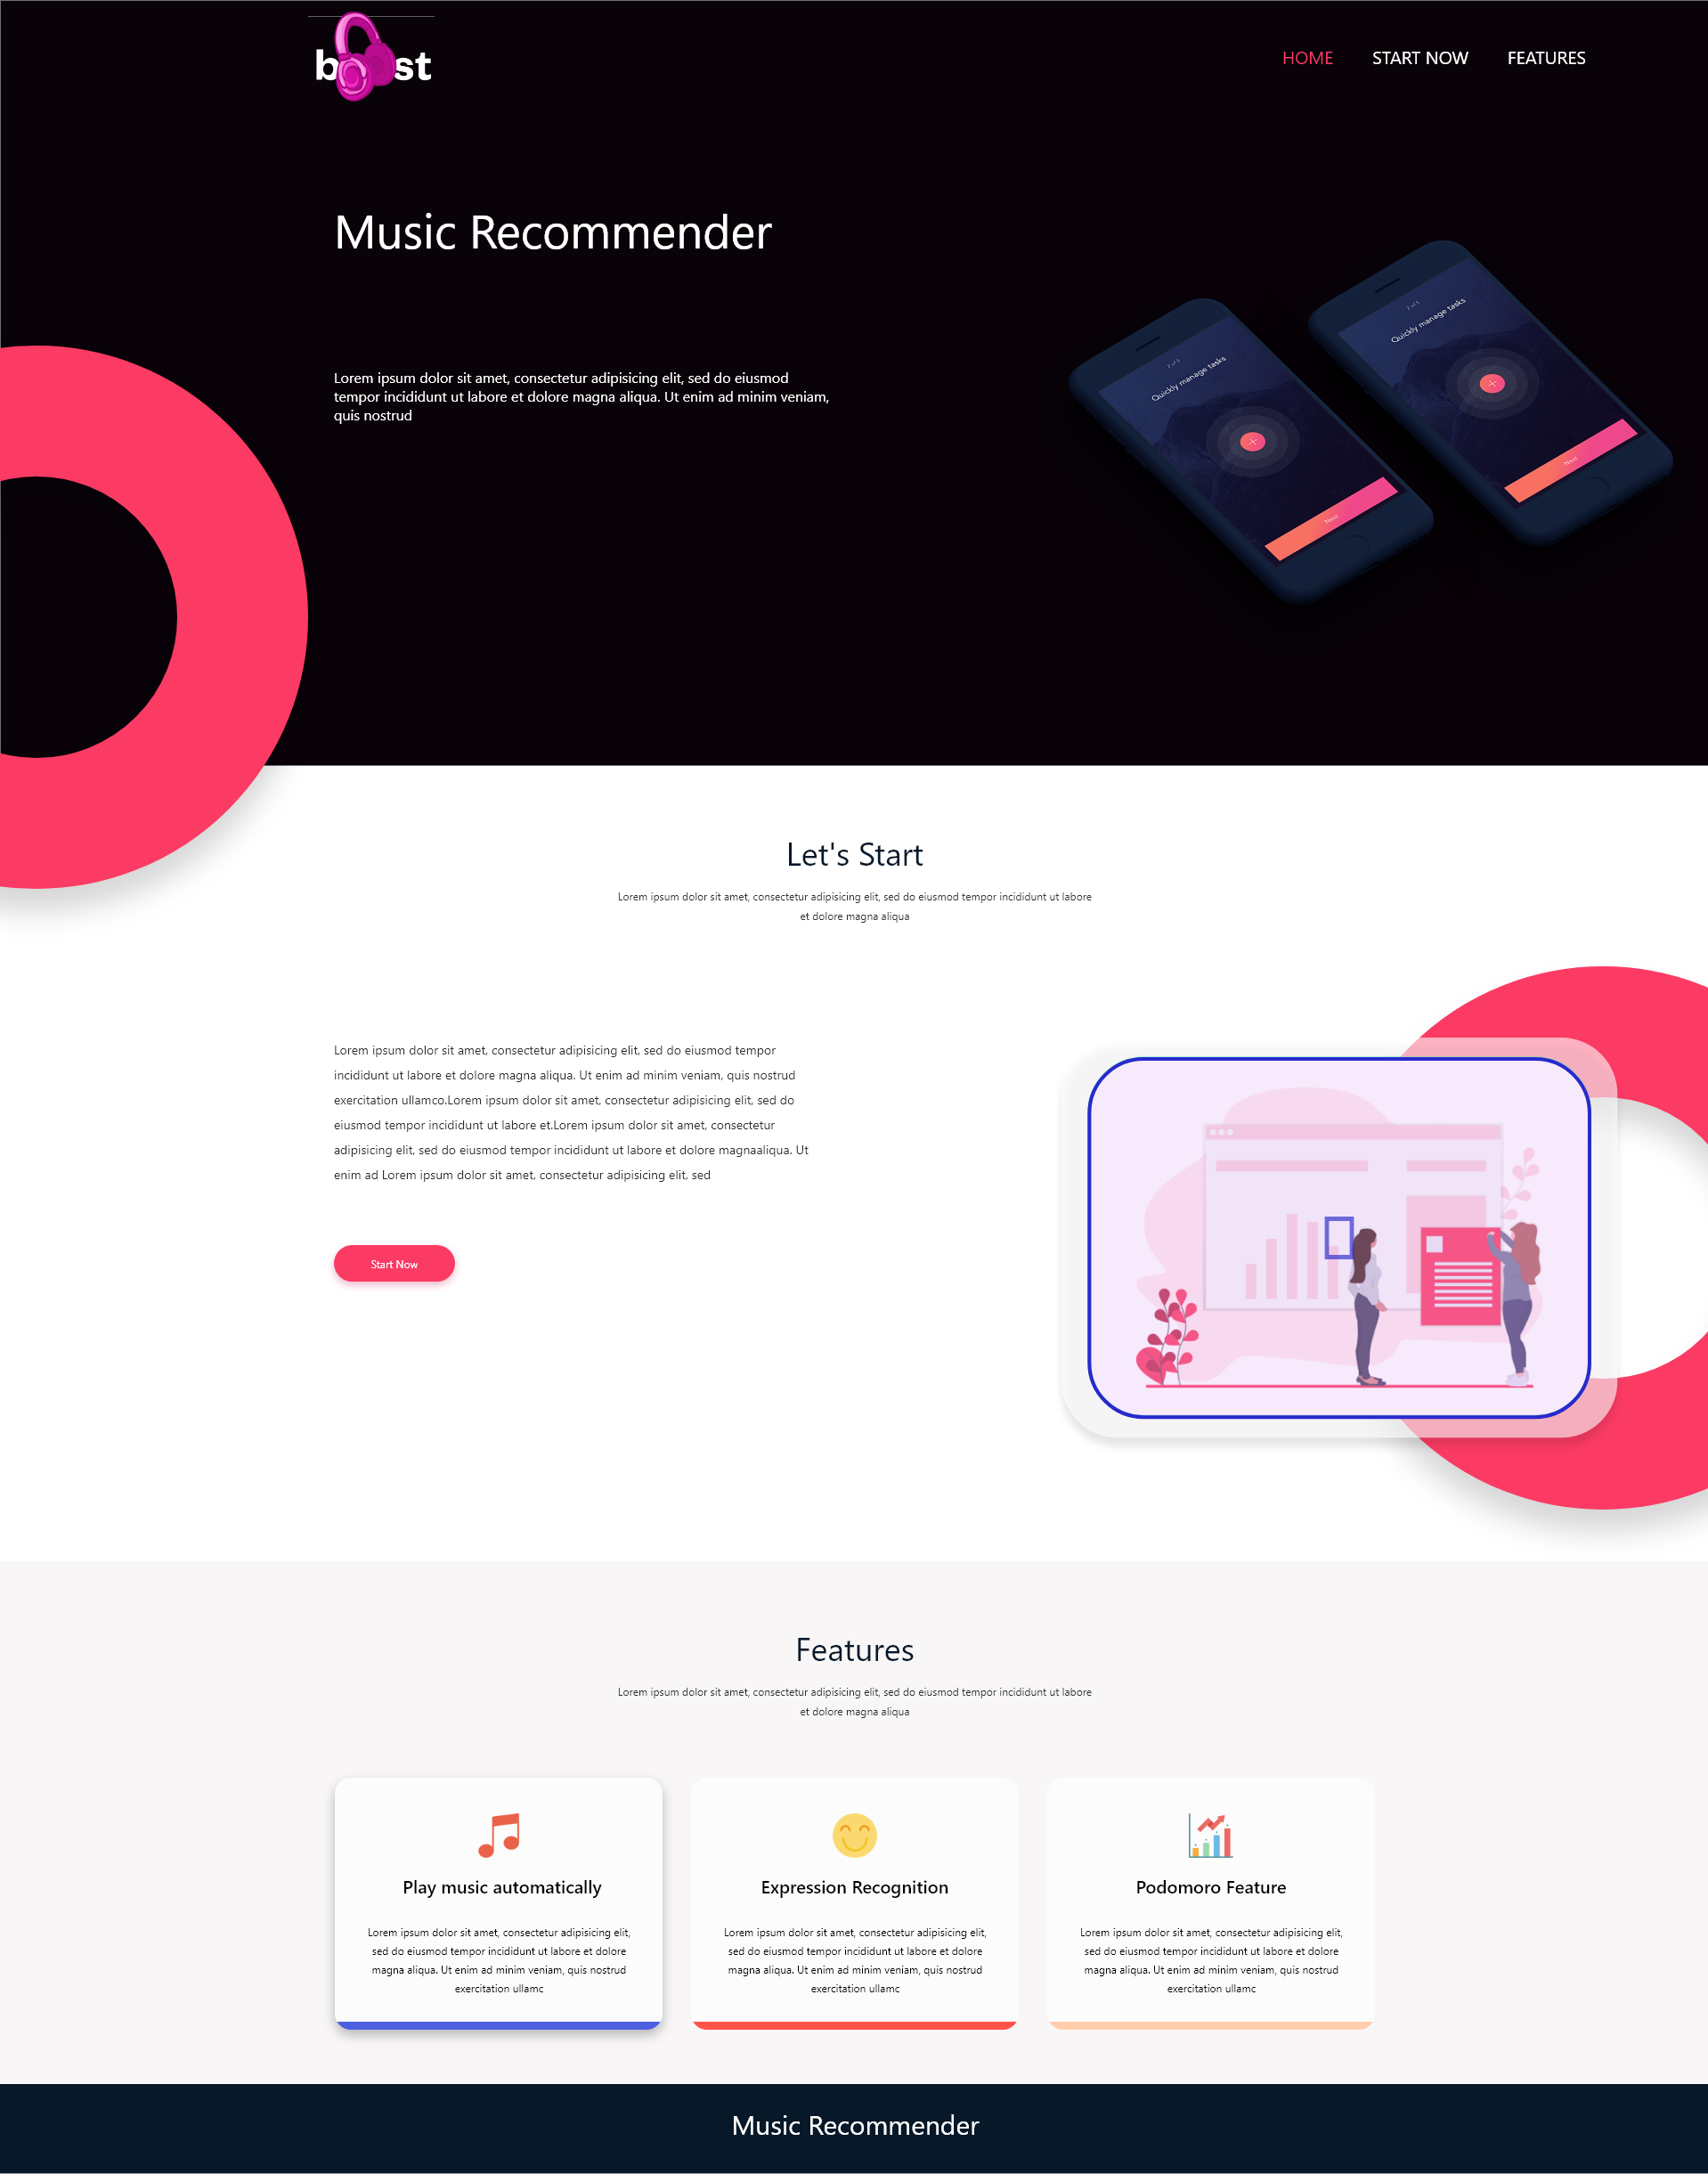 boost
HOME START NOW FEATURES
Music Recommender
Lorem ipsum dolor sit amet, consectetur adipisicing elit, sed do eiusmod
tempor incididunt ut labore et dolore magna aliqua. Ut enim ad minim veniam,
quis nostrud
2 of 5
Quickly manage tasks
Next
2 of 5
Quickly manage tasks
Next
Let's Start
Lorem ipsum dolor sit amet, consectetur adipisicing elit, sed do eiusmod tempor incididunt ut labore
et dolore magna aliqua
Lorem ipsum dolor sit amet, consectetur adipisicing elit, sed do eiusmod tempor
incididunt ut labore et dolore magna aliqua. Ut enim ad minim veniam, quis nostrud
exercitation ullamco.Lorem ipsum dolor sit amet, consectetur adipisicing elit, sed do
eiusmod tempor incididunt ut labore et.Lorem ipsum dolor sit amet, consectetur
adipisicing elit, sed do eiusmod tempor incididunt ut labore et dolore magnaaliqua. Ut
enim ad Lorem ipsum dolor sit amet, consectetur adipisicing elit, sed
Start Now
Features
Lorem ipsum dolor sit amet, consectetur adipisicing elit, sed do eiusmod tempor incididunt ut labore
et dolore magna aliqua
Play music automatically
Lorem ipsum dolor sit amet, consectetur adipisicing elit,
sed do eiusmod tempor incididunt ut labore et dolore
magna aliqua. Ut enim ad minim veniam, quis nostrud
exercitation ullamc
Expression Recognition
Lorem ipsum dolor sit amet, consectetur adipisicing elit,
sed do eiusmod tempor incididunt ut labore et dolore
magna aliqua. Ut enim ad minim veniam, quis nostrud
exercitation ullamc
Podomoro Feature
Lorem ipsum dolor sit amet, consectetur adipisicing elit,
sed do eiusmod tempor incididunt ut labore et dolore
magna aliqua. Ut enim ad minim veniam, quis nostrud
exercitation ullamc
Music Recommender